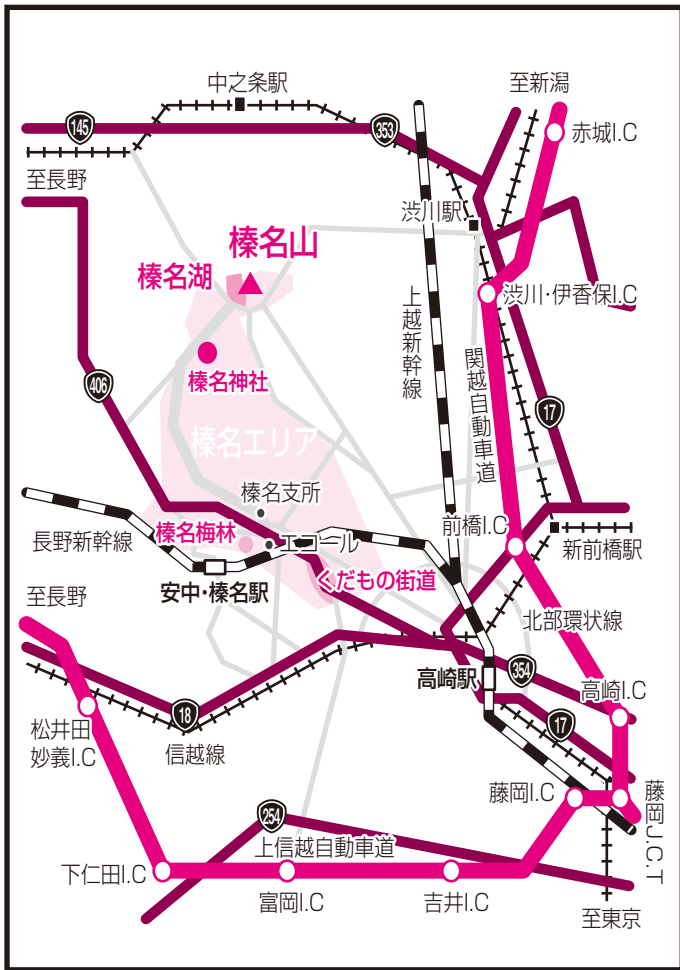 中之条駅
至新潟
145
353
赤城I.C
至長野
渋川駅
榛名山
榛名湖
渋川・伊香保I.C
上越新幹線
関越自動車道
榛名神社
406
17
榛名エリア
榛名支所
前橋I.C
長野新幹線
榛名梅林
エコール
新前橋駅
安中・榛名駅
くだもの街道
至長野
北部環状線
高崎駅
354
高崎I.C
松井田
妙義I.C
18
信越線
17
藤岡I.C
藤岡J.C.T
254
上信越自動車道
下仁田I.C
富岡I.C
吉井I.C
至東京